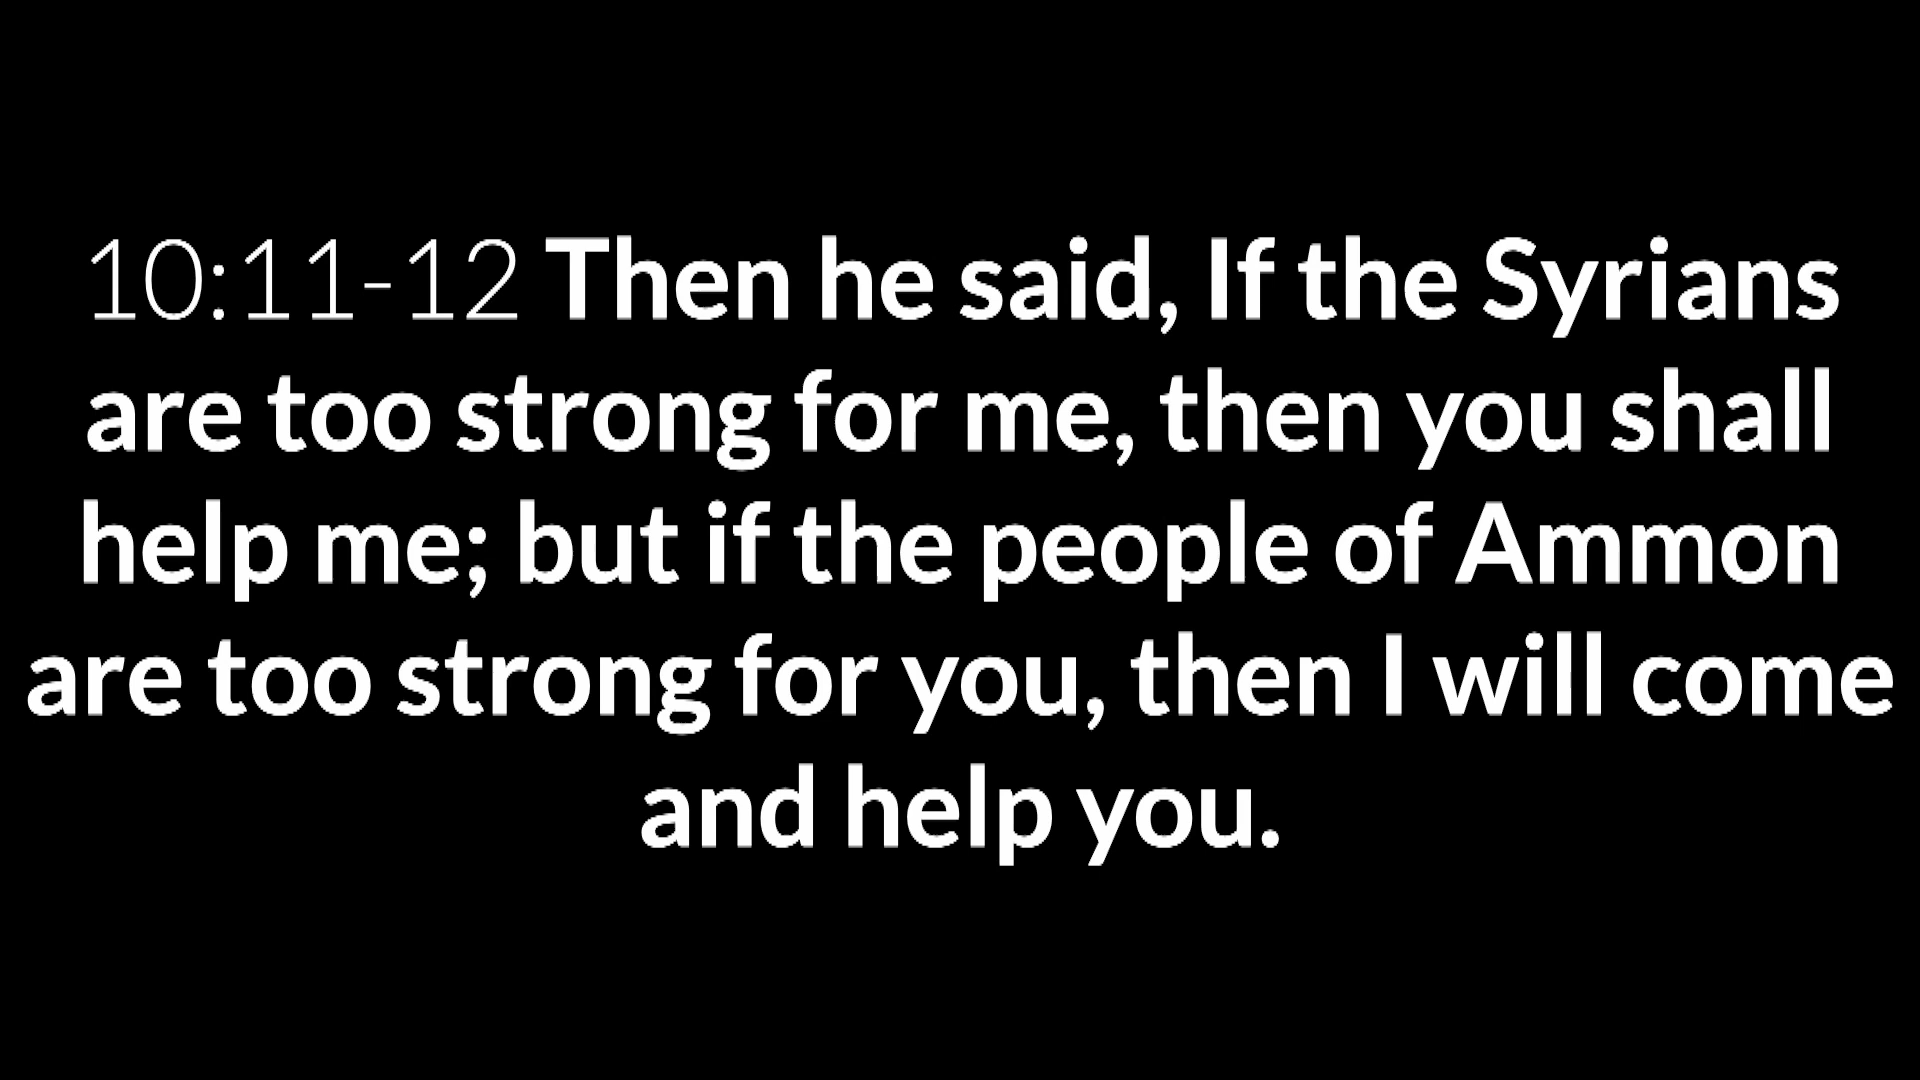 10:11-12 Then he said, If the Syrians
are too strong for me, then you shall
help me; but if the people of Ammon
are too strong for you, then I will come
and help you.